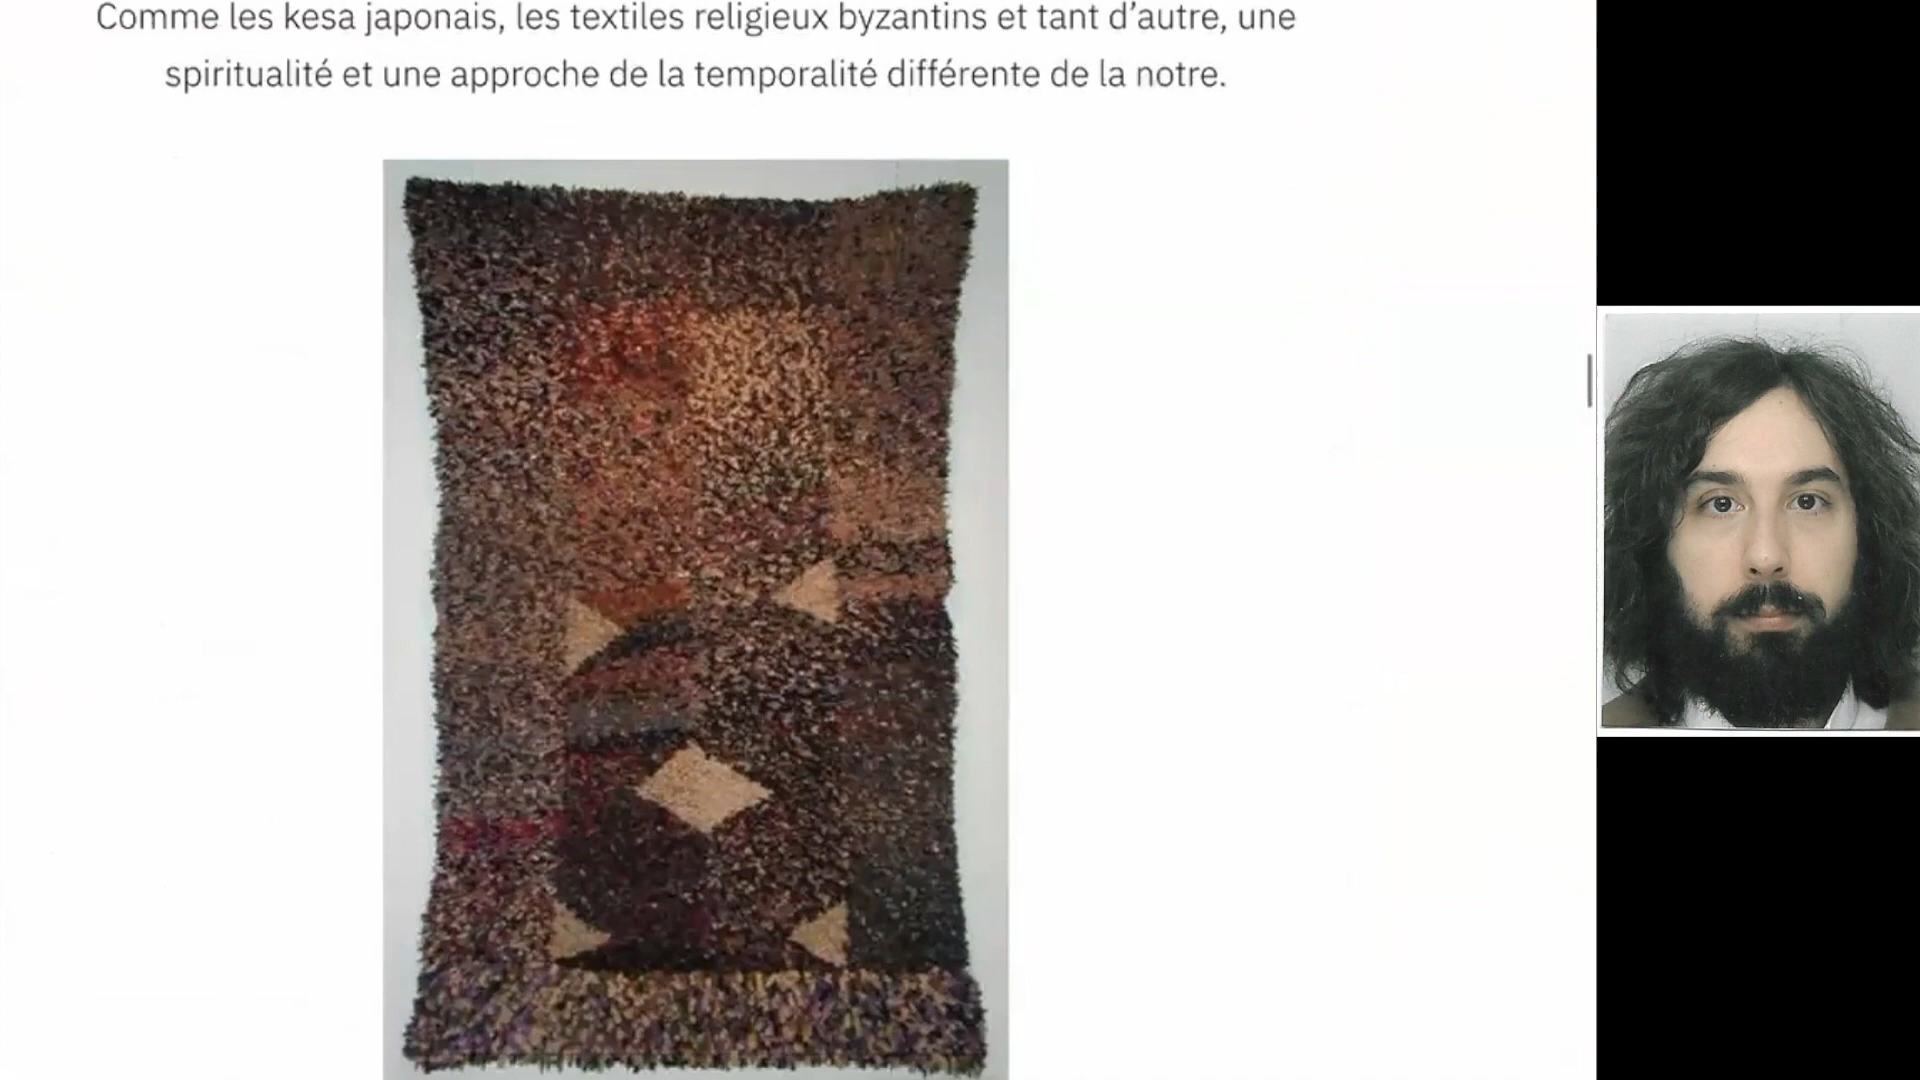 Comme les kesa japonais, les textiles religieux byzantins et tant d’autre, une
spiritualité et une approche de la temporalité différente de la notre.